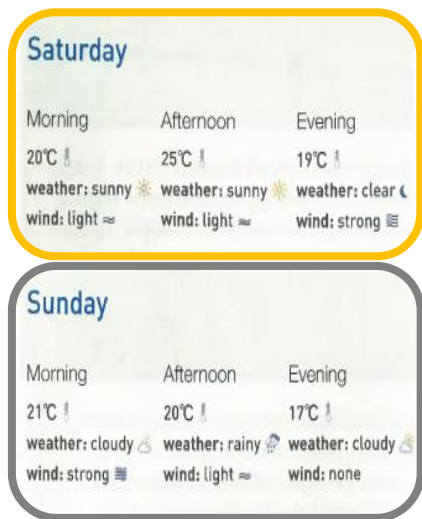 Saturday
Morning Afternoon Evening
20℃ 25℃ 19℃
weather: sunny weather: sunny weather: clear
wind: light wind: light wind: strong
Sunday
Morning Afternoon Evening
21℃ 20℃ 17℃
weather: cloudy weather: rainy weather: cloudy
wind: strong wind: light wind: none